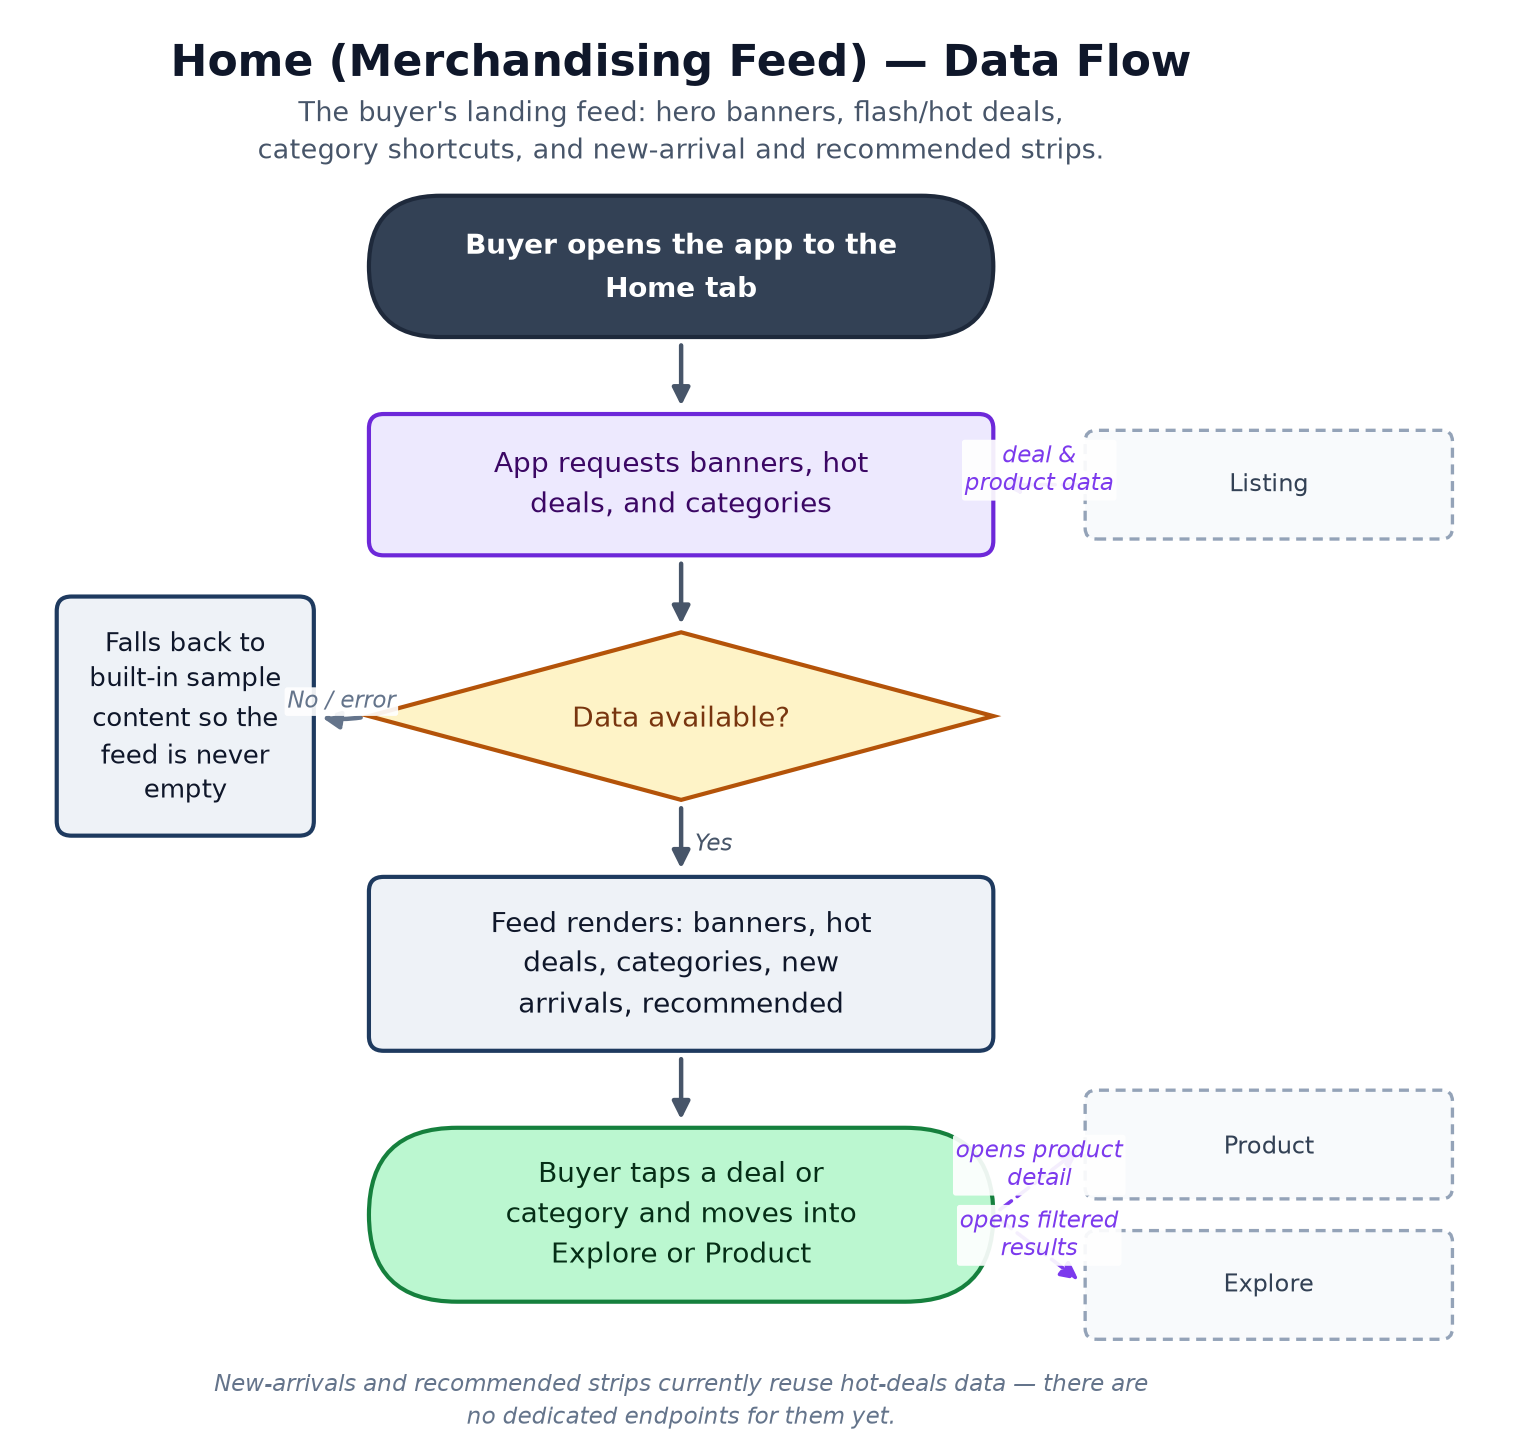 Home (Merchandising Feed) — Data Flow
The buyer's landing feed: hero banners, flash/hot deals,
category shortcuts, and new-arrival and recommended strips.
Buyer opens the app to the
Home tab
App requests banners, hot
deals, and categories
deal &
product data
Listing
Falls back to
built-in sample
content so the
feed is never
empty
No / error
Data available?
Yes
Feed renders: banners, hot
deals, categories, new
arrivals, recommended
Buyer taps a deal or
category and moves into
Explore or Product
opens product
detail
Product
opens filtered
results
Explore
New-arrivals and recommended strips currently reuse hot-deals data — there are
no dedicated endpoints for them yet.